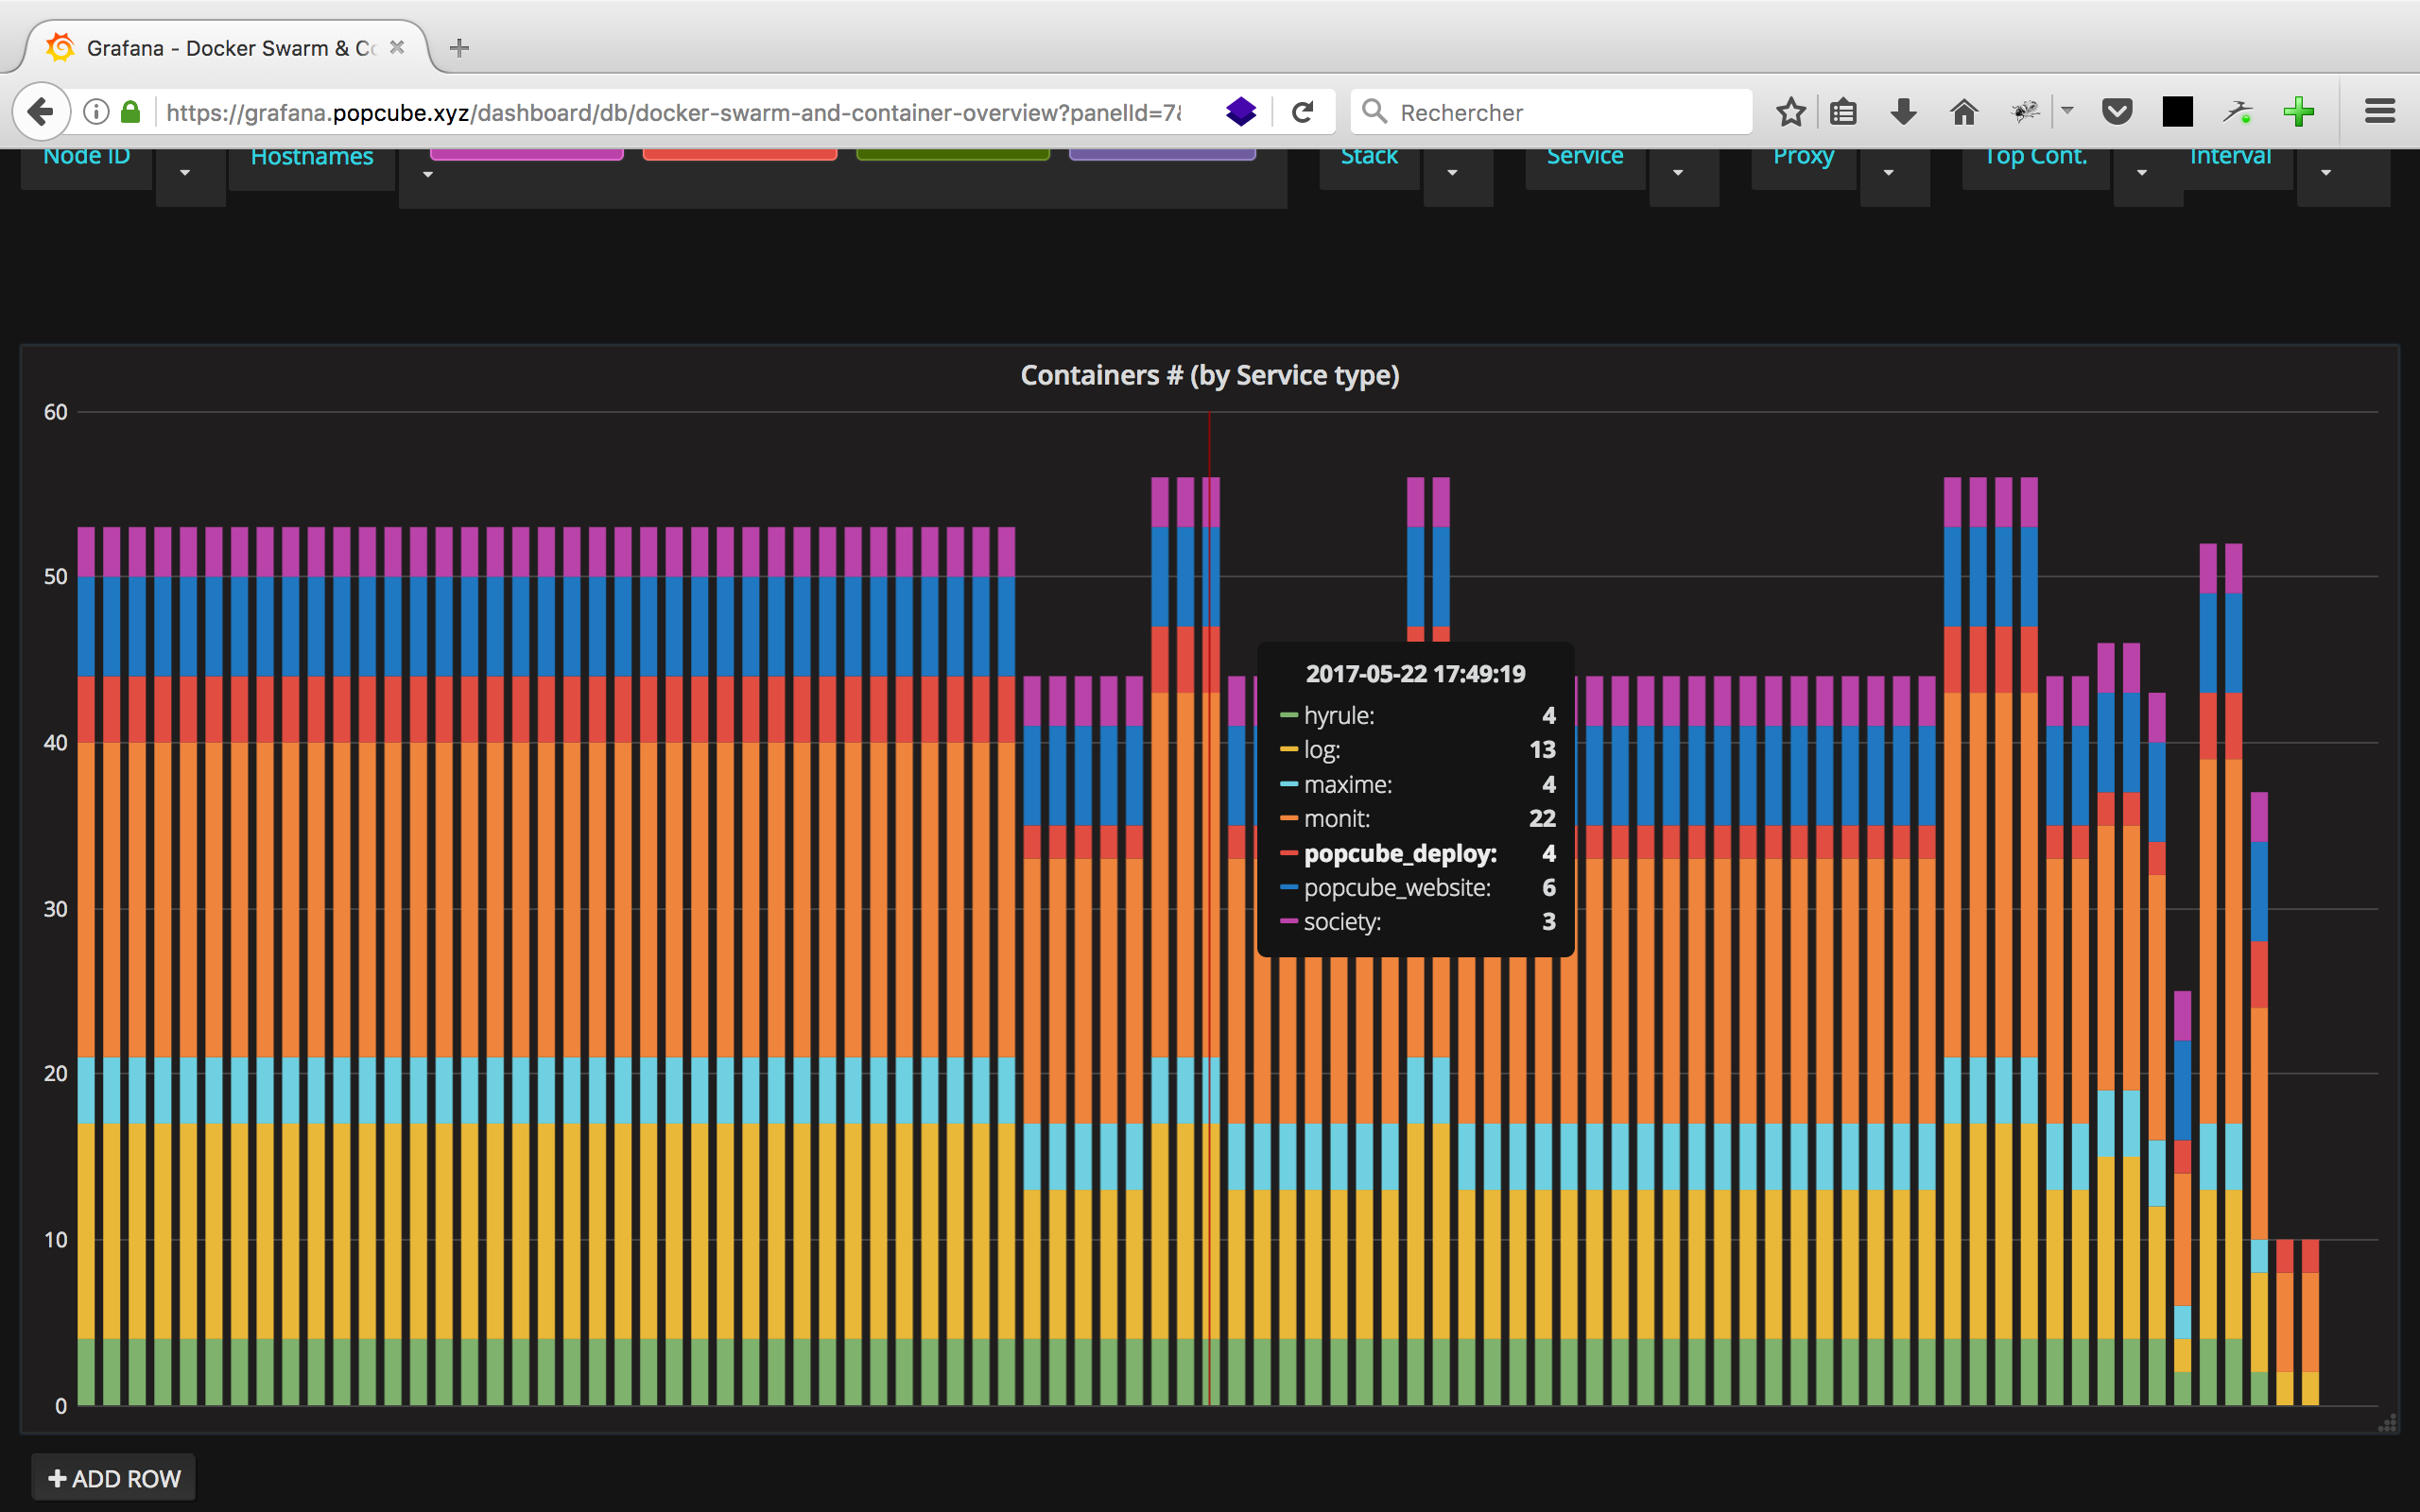 Grafana - Docker Swarm & Co
https://grafana.popcube.xyz/dashboard/db/docker-swarm-and-container-overview?panelId=7&
Rechercher
Node ID Hostnames Stack Service Proxy Top Cont. Interval
Containers # (by Service type)
60
50
40
30
20
10
0
2017-05-22 17:49:19
hyrule: 4
log: 13
maxime: 4
monit: 22
popcube_deploy: 4
popcube_website: 6
society: 3
ADD ROW